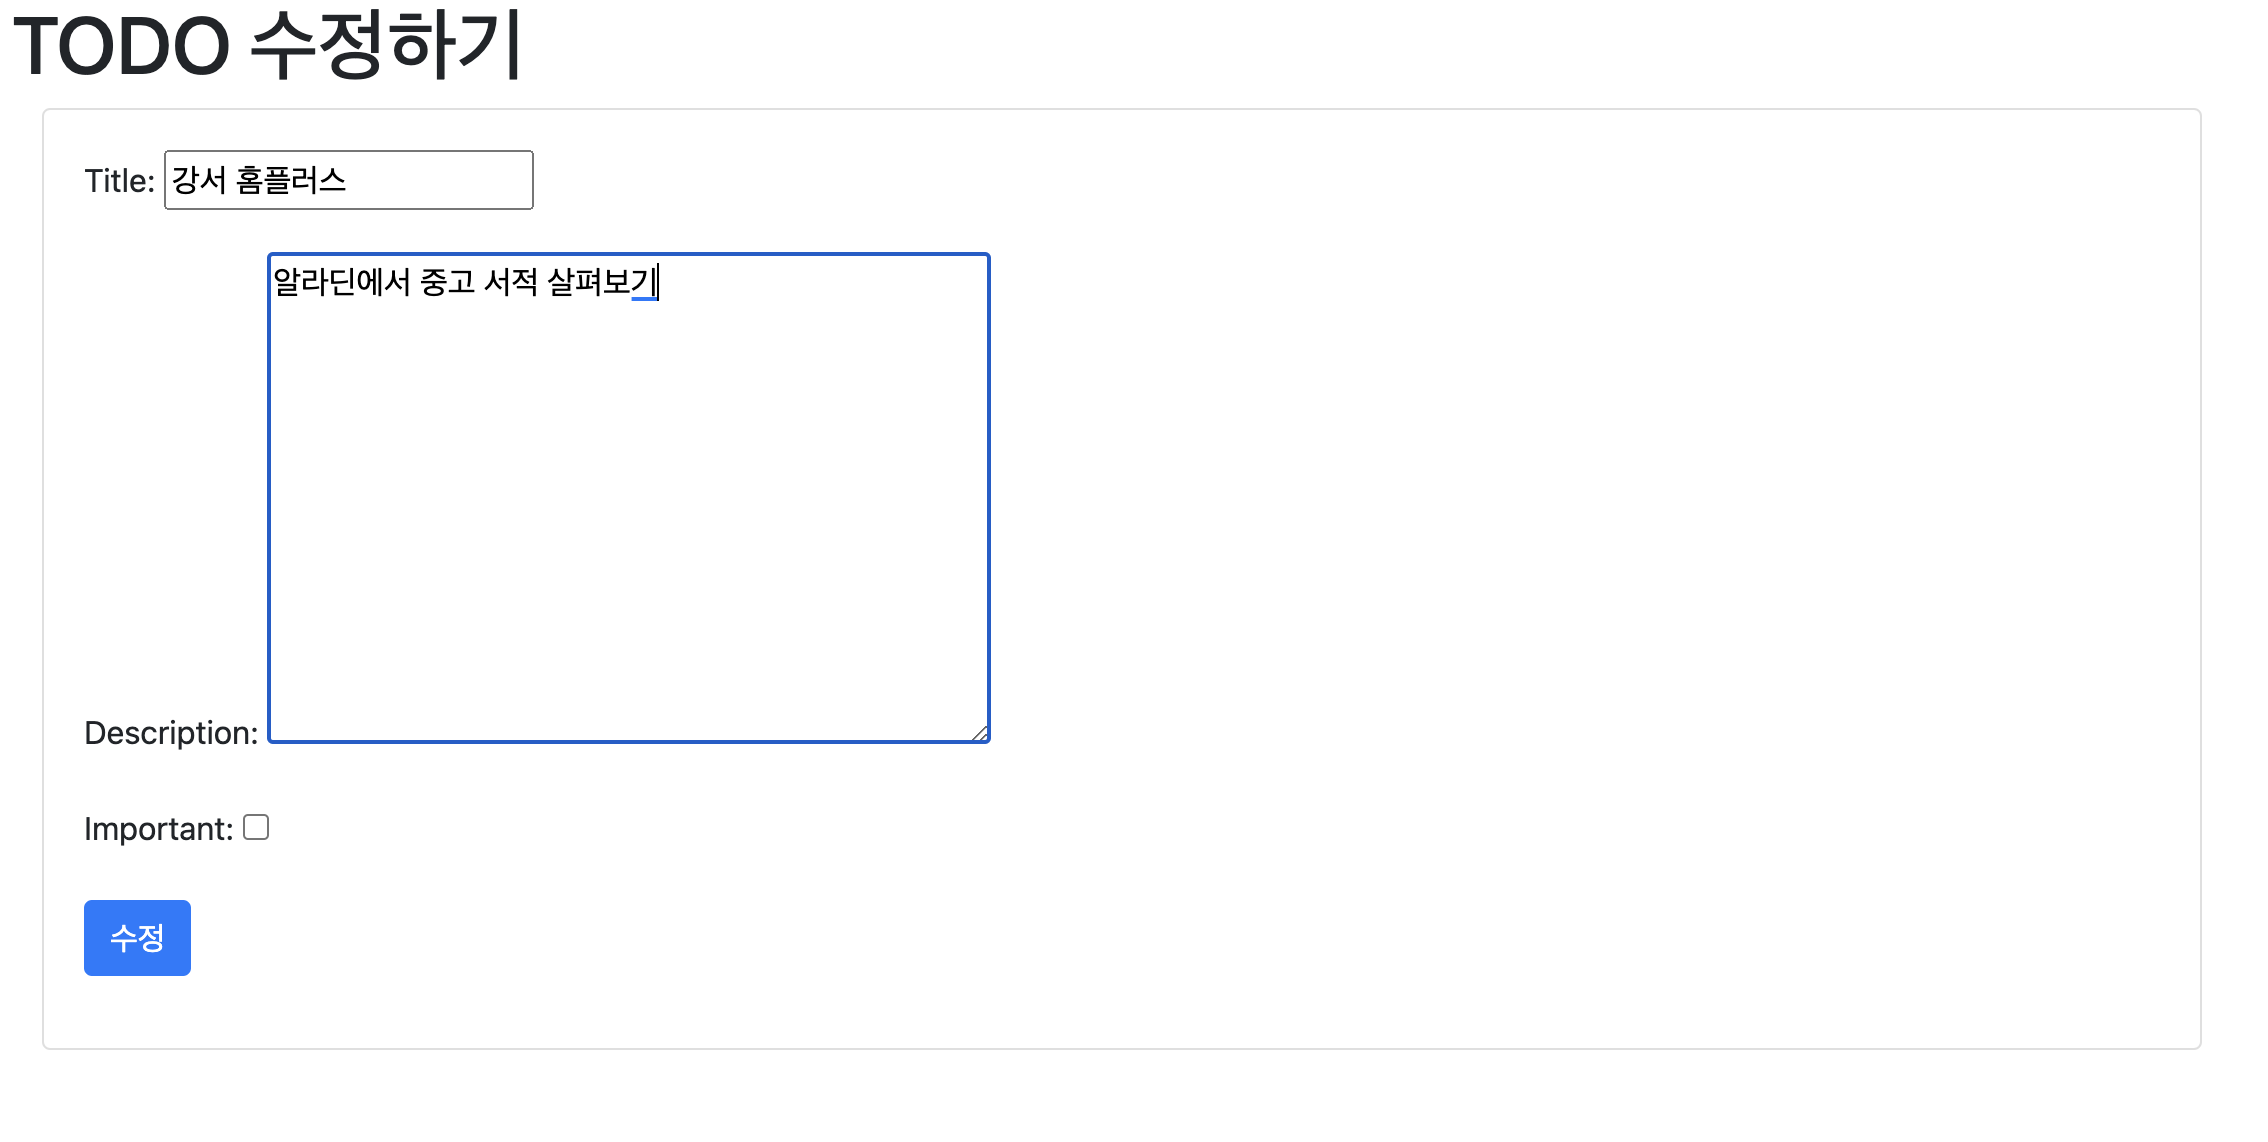 TODO 수정하기
Title: 강서 홈플러스
알라딘에서 중고 서적 살펴보기
Description:
Important:
수정